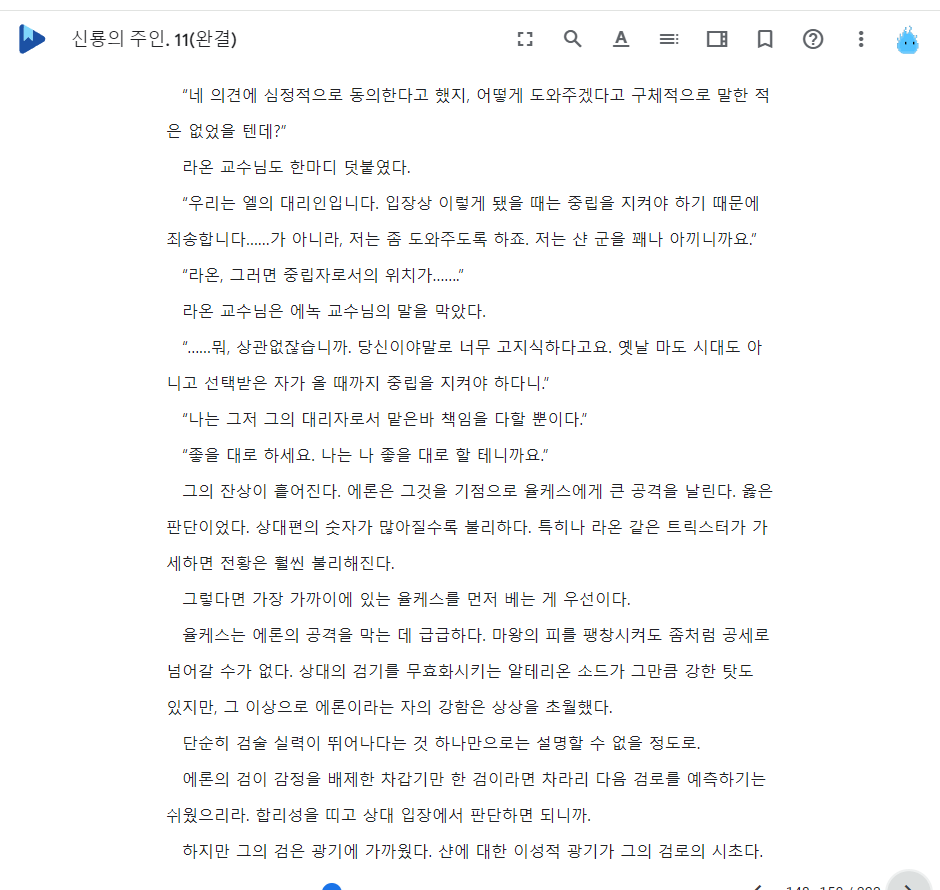 신룡의 주인. 11(완결)
“네 의견에 심정적으로 동의한다고 했지, 어떻게 도와주겠다고 구체적으로 말한 적
은 없었을 텐데?”
라온 교수님도 한마디 덧붙였다.
“우리는 엘의 대리인입니다. 입장상 이렇게 됐을 때는 중립을 지켜야 하기 때문에
죄송합니다......가 아니라, 저는 좀 도와주도록 하죠. 저는 샨 군을 꽤나 아끼니까요.”
“라온, 그러면 중립자로서의 위치가.......”
라온 교수님은 에녹 교수님의 말을 막았다.
“......뭐, 상관없잖습니까. 당신이야말로 너무 고지식하다고요. 옛날 마도 시대도 아
니고 선택받은 자가 올 때까지 중립을 지켜야 하다니.”
“나는 그저 그의 대리자로서 맡은바 책임을 다할 뿐이다.”
“좋을 대로 하세요. 나는 나 좋을 대로 할 테니까요.”
그의 잔상이 흩어진다. 에론은 그것을 기점으로 율케스에게 큰 공격을 날린다. 옳은
판단이었다. 상대편의 숫자가 많아질수록 불리하다. 특히나 라온 같은 트릭스터가 가
세하면 전황은 훨씬 불리해진다.
그렇다면 가장 가까이에 있는 율케스를 먼저 베는 게 우선이다.
율케스는 에론의 공격을 막는 데 급급하다. 마왕의 피를 팽창시켜도 좀처럼 공세로
넘어갈 수가 없다. 상대의 검기를 무효화시키는 알테리온 소드가 그만큼 강한 탓도
있지만, 그 이상으로 에론이라는 자의 강함은 상상을 초월했다.
단순히 검술 실력이 뛰어나다는 것 하나만으로는 설명할 수 없을 정도로.
에론의 검이 감정을 배제한 차갑기만 한 검이라면 차라리 다음 검로를 예측하기는
쉬웠으리라. 합리성을 띠고 상대 입장에서 판단하면 되니까.
하지만 그의 검은 광기에 가까웠다. 샨에 대한 이성적 광기가 그의 검로의 시초다.